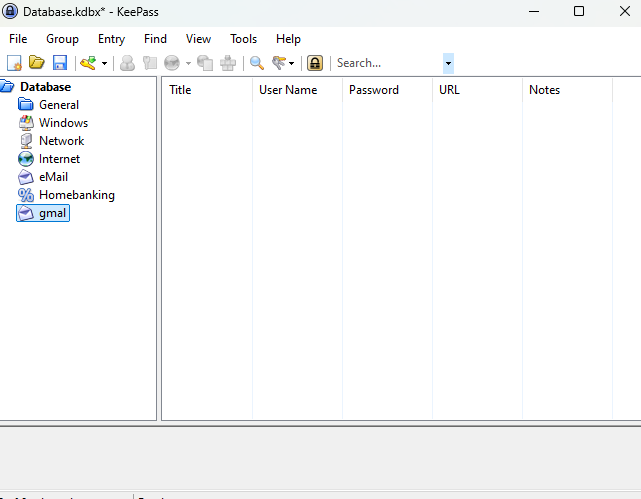 Database.kdbx* - KeePass
File Group Entry Find View Tools Help
Search...
Database
General
Windows
Network
Internet
eMail
Homebanking
gmal
Title User Name Password URL Notes